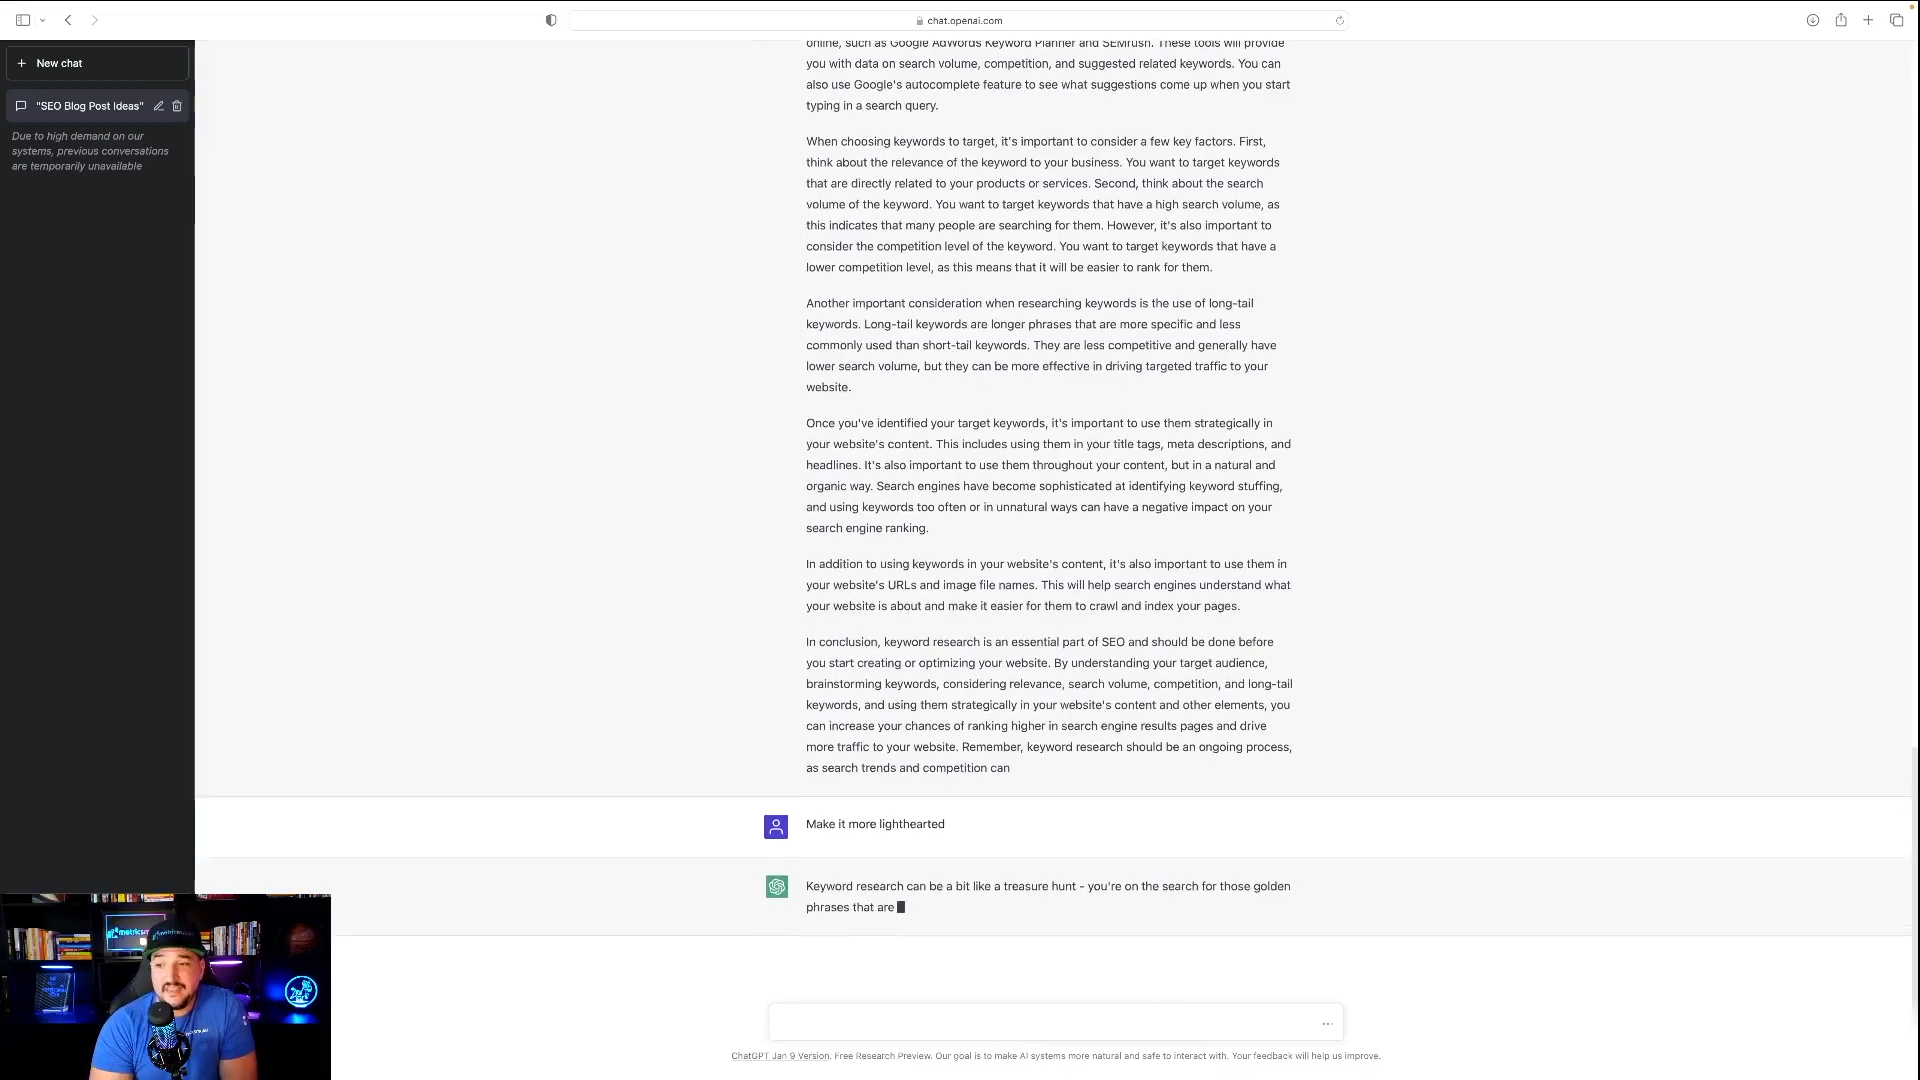 chat.openai.com
New chat
"SEO Blog Post Ideas"
Due to high demand on our
systems, previous conversations
are temporarily unavailable
online, such as Google AdWords Keyword Planner and SEMrush. These tools will provide
you with data on search volume, competition, and suggested related keywords. You can
also use Google's autocomplete feature to see what suggestions come up when you start
typing in a search query.
When choosing keywords to target, it's important to consider a few key factors. First,
think about the relevance of the keyword to your business. You want to target keywords
that are directly related to your products or services. Second, think about the search
volume of the keyword. You want to target keywords that have a high search volume, as
this indicates that many people are searching for them. However, it's also important to
consider the competition level of the keyword. You want to target keywords that have a
lower competition level, as this means that it will be easier to rank for them.
Another important consideration when researching keywords is the use of long-tail
keywords. Long-tail keywords are longer phrases that are more specific and less
commonly used than short-tail keywords. They are less competitive and generally have
lower search volume, but they can be more effective in driving targeted traffic to your
website.
Once you've identified your target keywords, it's important to use them strategically in
your website's content. This includes using them in your title tags, meta descriptions, and
headlines. It's also important to use them throughout your content, but in a natural and
organic way. Search engines have become sophisticated at identifying keyword stuffing,
and using keywords too often or in unnatural ways can have a negative impact on your
search engine ranking.
In addition to using keywords in your website's content, it's also important to use them in
your website's URLs and image file names. This will help search engines understand what
your website is about and make it easier for them to crawl and index your pages.
In conclusion, keyword research is an essential part of SEO and should be done before
you start creating or optimizing your website. By understanding your target audience,
brainstorming keywords, considering relevance, search volume, competition, and long-tail
keywords, and using them strategically in your website's content and other elements, you
can increase your chances of ranking higher in search engine results pages and drive
more traffic to your website. Remember, keyword research should be an ongoing process,
as search trends and competition can
Make it more lighthearted
Keyword research can be a bit like a treasure hunt - you're on the search for those golden
phrases that are
ChatGPT Jan 9 Version. Free Research Preview. Our goal is to make AI systems more natural and safe to interact with. Your feedback will help us improve.